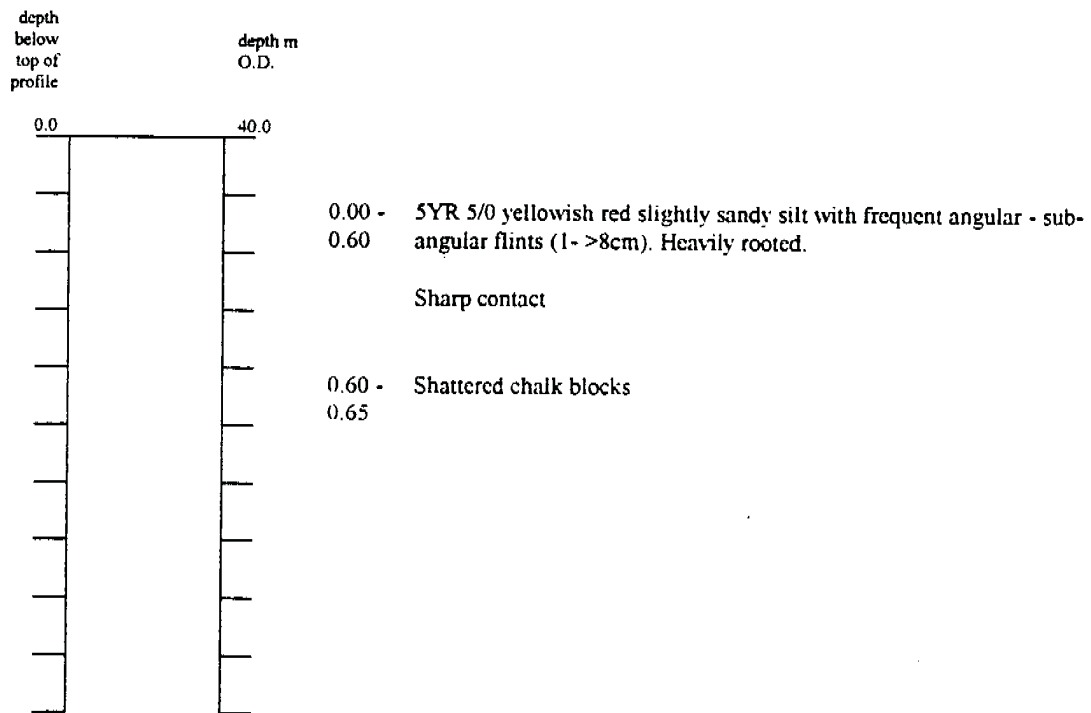 depth
below
top of
profile
depth m
O.D.
0.0
40.0
0.00 - 5YR 5/0 yellowish red slightly sandy silt with frequent angular - sub-
0.60 angular flints (1- >8cm). Heavily rooted.
Sharp contact
0.60 - Shattered chalk blocks
0.65